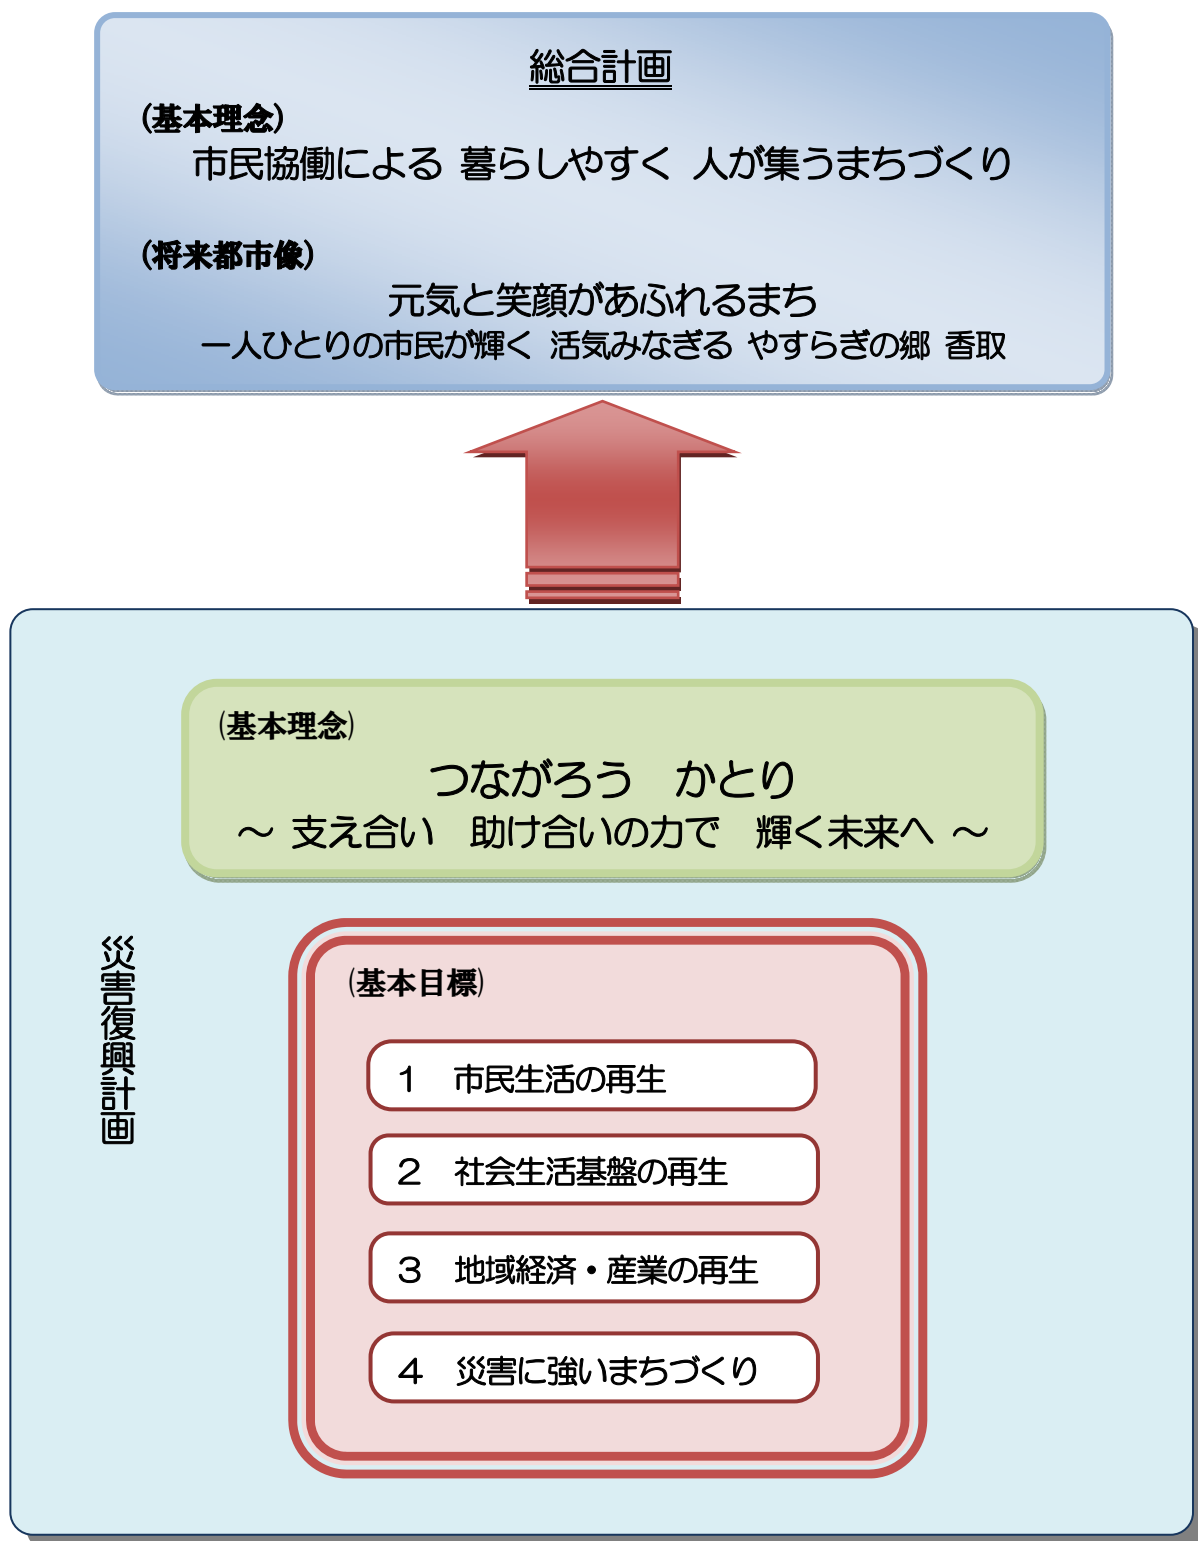 総合計画
(基本理念)
市民協働による 暮らしやすく 人が集うまちづくり
(将来都市像)
元気と笑顔があふれるまち
一人ひとりの市民が輝く 活気みなぎる やすらぎの郷 香取
(基本理念)
つながろう　かとり
～ 支え合い　助け合いの力で　輝く未来へ ～
災害復興計画
(基本目標)
1　市民生活の再生
2　社会生活基盤の再生
3　地域経済・産業の再生
4　災害に強いまちづくり